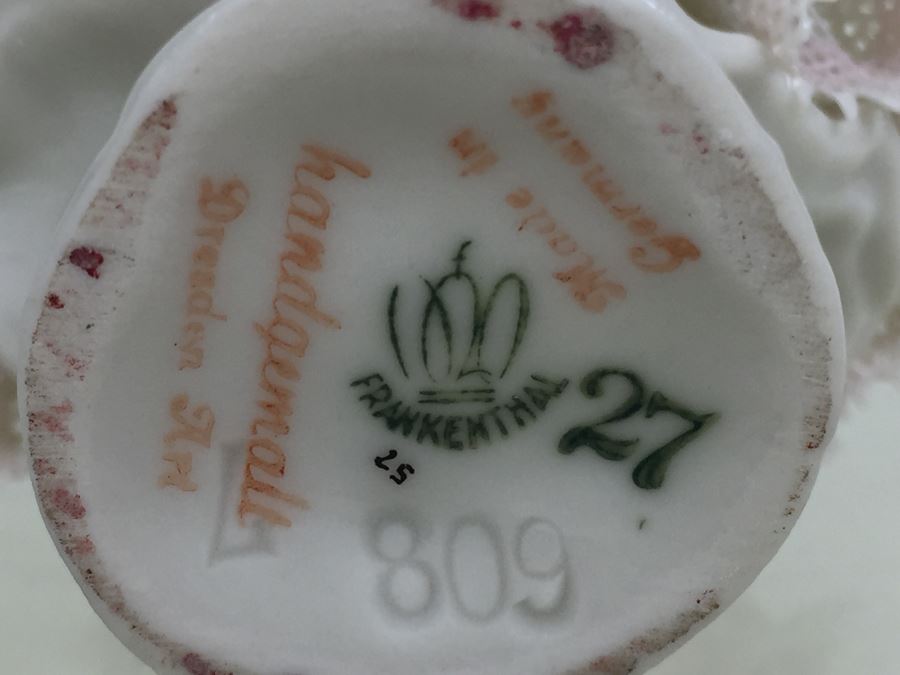 Dresden Art
handgemalt
Made in
Germany
FRANKENTHAL
27
25
809